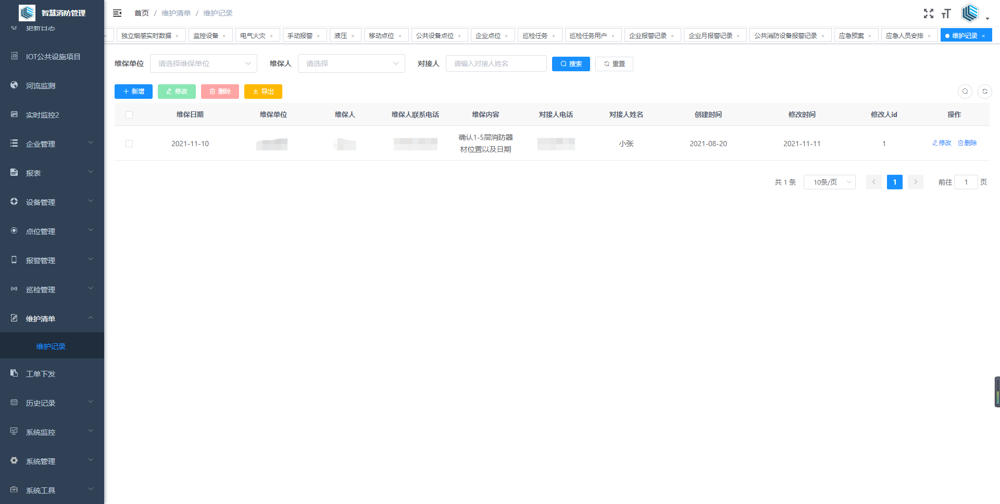 智慧消防管理
首页 / 维护清单 / 维护记录
独立烟感实时数据 × 监控设备 × 电气火灾 × 手动报警 × 液压 × 移动点位 × 公共设备点位 × 企业点位 × 巡检任务 × 巡检任务用户 × 企业报警记录 × 企业月报警记录 × 公共消防设备报警记录 × 应急预案 × 应急人员安排 × 维护记录 ×
更新日志
IOT公共设施项目
河流监测
实时监控2
企业管理
报表
设备管理
点位管理
报警管理
巡检管理
维护清单
维护记录
工单下发
历史记录
系统监控
系统管理
系统工具
维保单位 请选择维保单位 维保人 请选择 对接人 请输入对接人姓名 搜索 重置
新增 修改 删除 导出
维保日期 维保单位 维保人 维保人联系电话 维保内容 对接人电话 对接人姓名 创建时间 修改时间 修改人id 操作
2021-11-10 确认1-5层消防器 小张 2021-08-20 2021-11-11 1 修改 删除
材位置以及日期
共 1 条 10条/页 1 前往 1 页